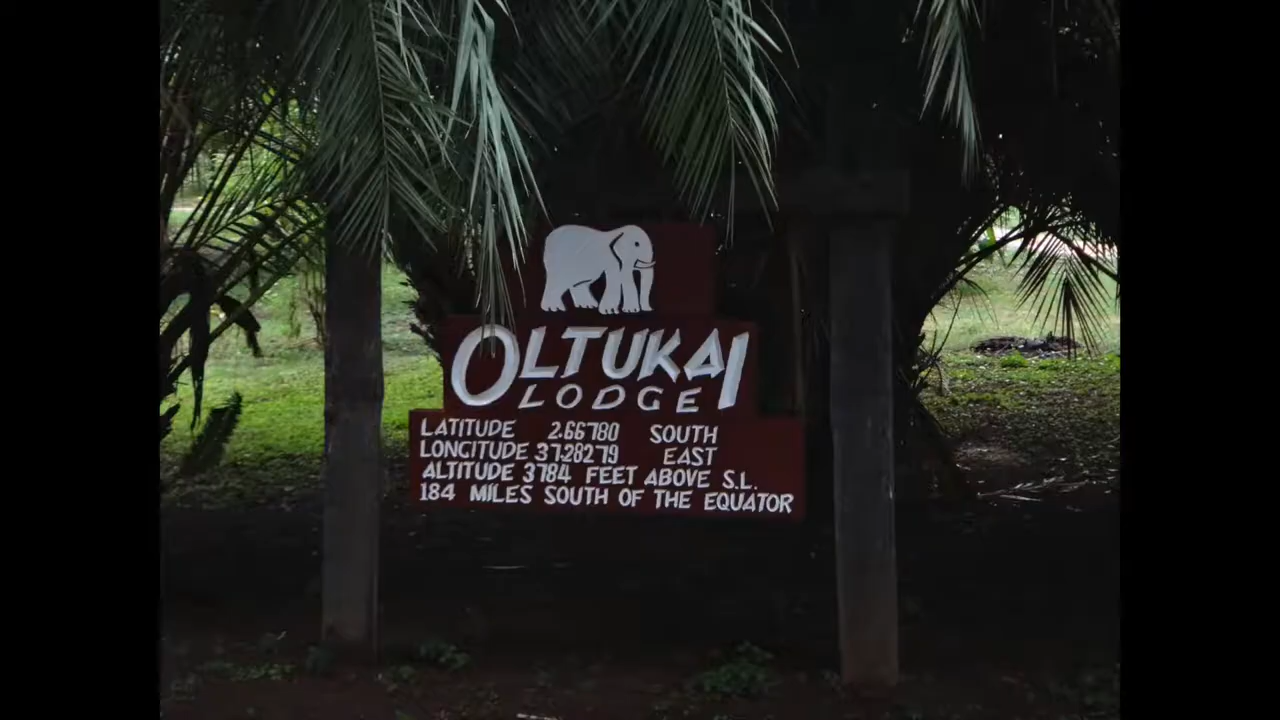 OLTUKAI
LODGE
LATITUDE 2.66780 SOUTH
LONGITUDE 37.28279 EAST
ALTITUDE 3784 FEET ABOVE S.L.
184 MILES SOUTH OF THE EQUATOR